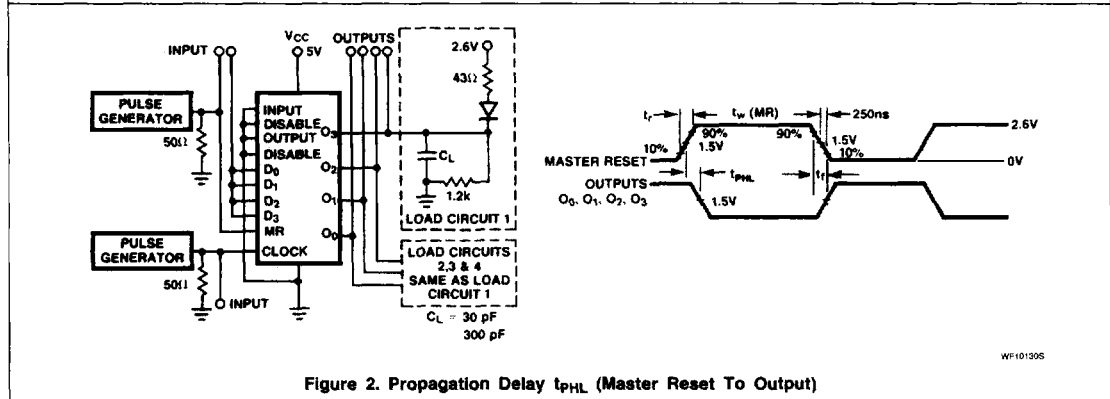 INPUT
VCC
5V
OUTPUTS
2.6V
43Ω
PULSE
GENERATOR
50Ω
INPUT
DISABLE
OUTPUT
DISABLE
D0
D1
D2
D3
MR
CLOCK
O3
O2
O1
O0
CL
1.2k
LOAD CIRCUIT 1
PULSE
GENERATOR
50Ω
INPUT
LOAD CIRCUITS
2,3 & 4
SAME AS LOAD
CIRCUIT 1
CL = 30 pF
300 pF
tr
tw (MR)
250ns
90%
90%
2.6V
1.5V
1.5V
10%
10%
MASTER RESET
0V
tPHL
tf
OUTPUTS
O0, O1, O2, O3
1.5V
WF10130S
Figure 2. Propagation Delay tPHL (Master Reset To Output)